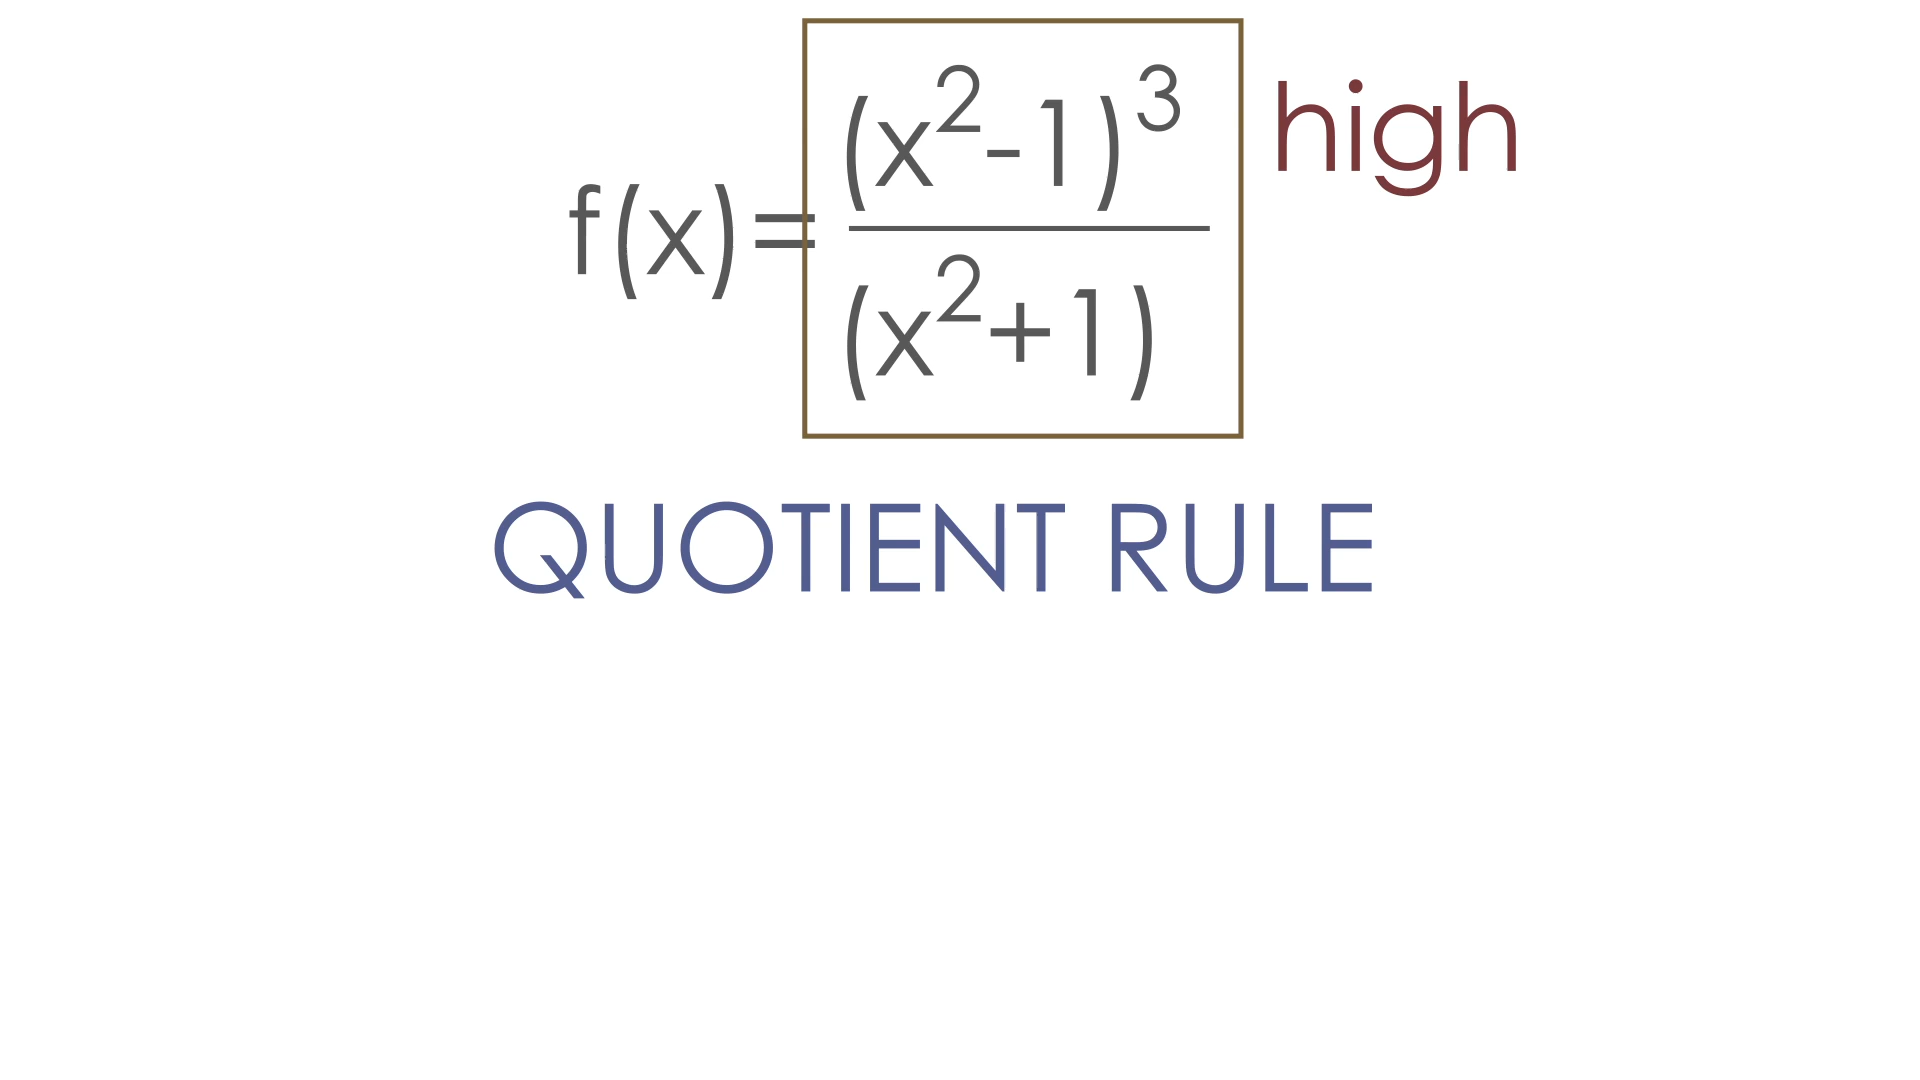 f(x)= (x²-1)³ high
(x²+1)
QUOTIENT RULE